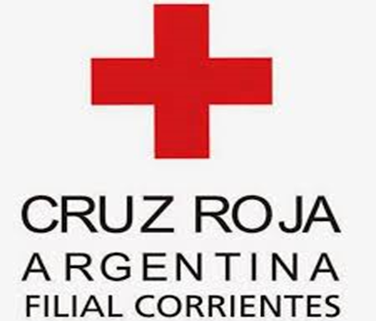 CRUZ ROJA
ARGENTINA
FILIAL CORRIENTES